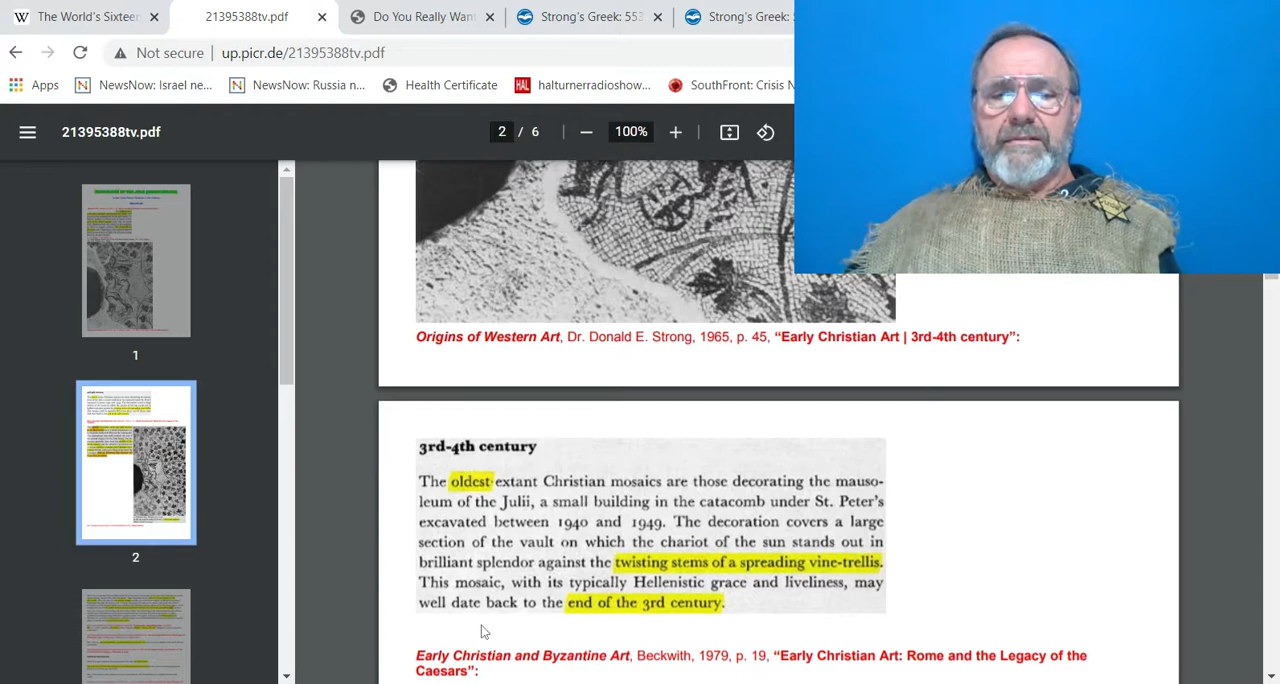 The World's Sixteen
21395388tv.pdf
Do You Really Wan
Strong's Greek: 553
Strong's Greek:
Not secure
up.picr.de/21395388tv.pdf
Apps
NewsNow: Israel ne...
NewsNow: Russia n...
Health Certificate
HAL
halturnerradioshow...
SouthFront: Crisis N
21395388tv.pdf
2 / 6
100%
1
2
Origins of Western Art, Dr. Donald E. Strong, 1965, p. 45, “Early Christian Art | 3rd-4th century”:
3rd-4th century
The oldest extant Christian mosaics are those decorating the mauso-
leum of the Julii, a small building in the catacomb under St. Peter's
excavated between 1940 and 1949. The decoration covers a large
section of the vault on which the chariot of the sun stands out in
brilliant splendor against the twisting stems of a spreading vine-trellis.
This mosaic, with its typically Hellenistic grace and liveliness, may
well date back to the end of the 3rd century.
Early Christian and Byzantine Art, Beckwith, 1979, p. 19, “Early Christian Art: Rome and the Legacy of the
Caesars”: